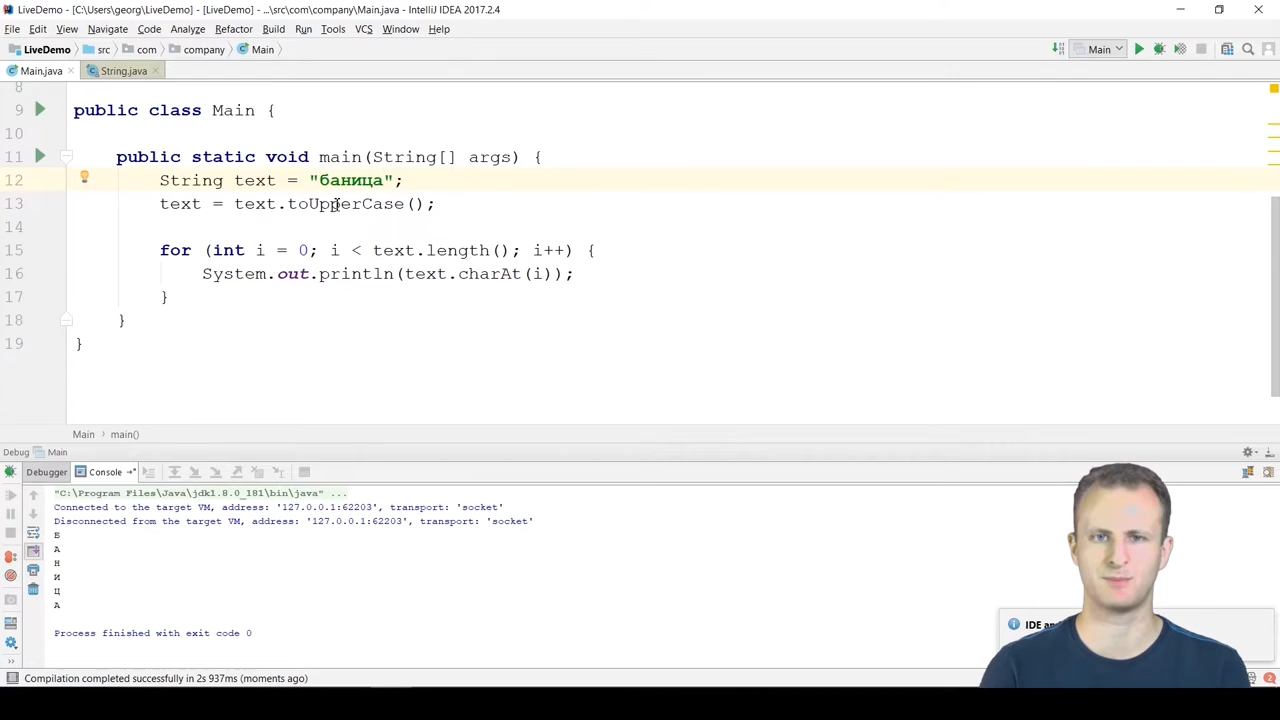 LiveDemo - [C:\Users\georg\LiveDemo] - [LiveDemo] - ...\src\com\company\Main.java - IntelliJ IDEA 2017.2.4
File Edit View Navigate Code Analyze Refactor Build Run Tools VCS Window Help
LiveDemo src com company Main Main
Main.java String.java
8
9 public class Main {
10
11 public static void main(String[] args) {
12 String text = "баница";
13 text = text.toUpperCase();
14
15 for (int i = 0; i < text.length(); i++) {
16 System.out.println(text.charAt(i));
17 }
18 }
19 }
Main main()
Debug Main
Debugger Console
"C:\Program Files\Java\jdk1.8.0_181\bin\java" ...
Connected to the target VM, address: '127.0.0.1:62203', transport: 'socket'
Disconnected from the target VM, address: '127.0.0.1:62203', transport: 'socket'
Б
А
Н
И
Ц
А
Process finished with exit code 0
IDE
Compilation completed successfully in 2s 937ms (moments ago)
2